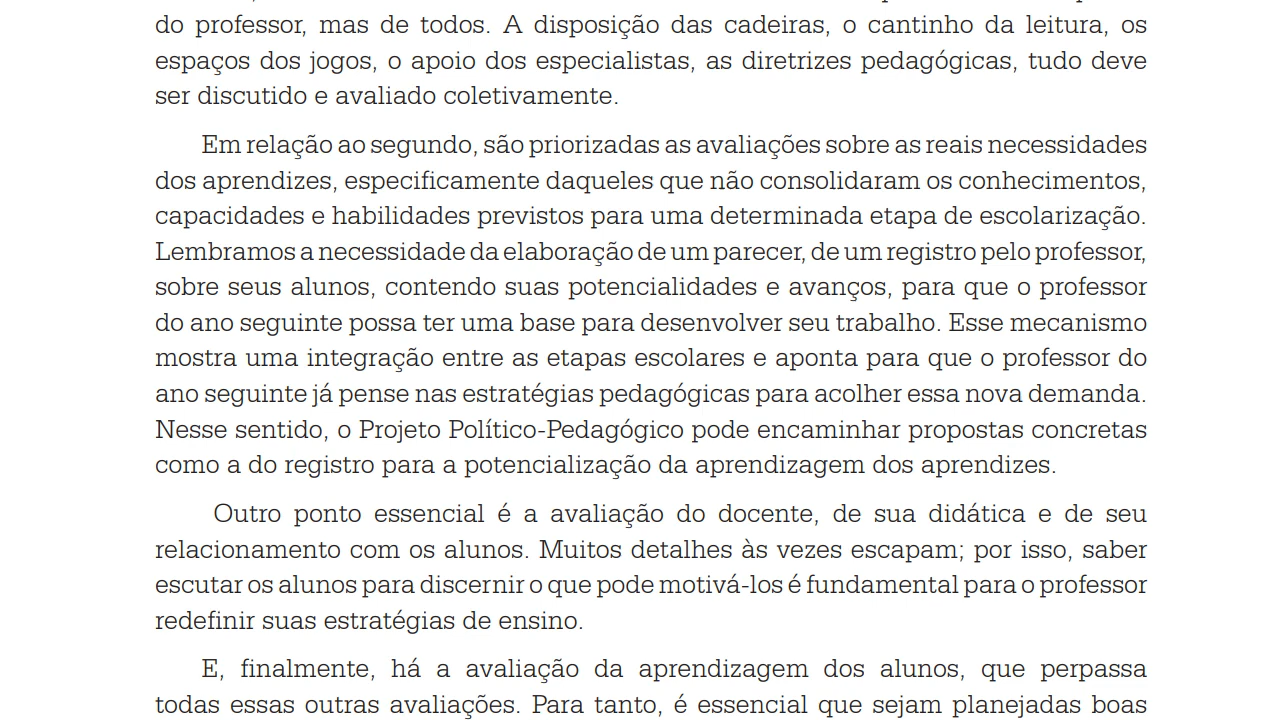 do professor, mas de todos. A disposição das cadeiras, o cantinho da leitura, os
espaços dos jogos, o apoio dos especialistas, as diretrizes pedagógicas, tudo deve
ser discutido e avaliado coletivamente.
Em relação ao segundo, são priorizadas as avaliações sobre as reais necessidades
dos aprendizes, especificamente daqueles que não consolidaram os conhecimentos,
capacidades e habilidades previstos para uma determinada etapa de escolarização.
Lembramos a necessidade da elaboração de um parecer, de um registro pelo professor,
sobre seus alunos, contendo suas potencialidades e avanços, para que o professor
do ano seguinte possa ter uma base para desenvolver seu trabalho. Esse mecanismo
mostra uma integração entre as etapas escolares e aponta para que o professor do
ano seguinte já pense nas estratégias pedagógicas para acolher essa nova demanda.
Nesse sentido, o Projeto Político-Pedagógico pode encaminhar propostas concretas
como a do registro para a potencialização da aprendizagem dos aprendizes.
Outro ponto essencial é a avaliação do docente, de sua didática e de seu
relacionamento com os alunos. Muitos detalhes às vezes escapam; por isso, saber
escutar os alunos para discernir o que pode motivá-los é fundamental para o professor
redefinir suas estratégias de ensino.
E, finalmente, há a avaliação da aprendizagem dos alunos, que perpassa
todas essas outras avaliações. Para tanto, é essencial que sejam planejadas boas